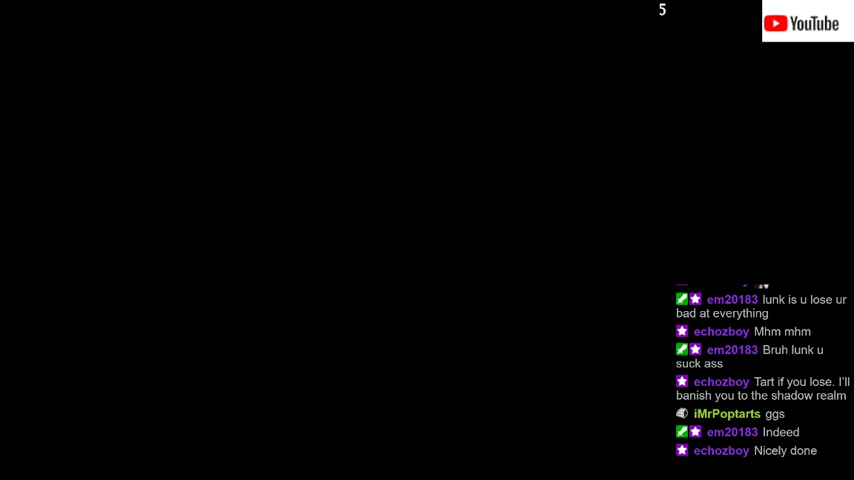 5
YouTube
em20183 lunk is u lose ur
bad at everything
echozboy Mhm mhm
em20183 Bruh lunk u
suck ass
echozboy Tart if you lose. I'll
banish you to the shadow realm
iMrPoptarts ggs
em20183 Indeed
echozboy Nicely done